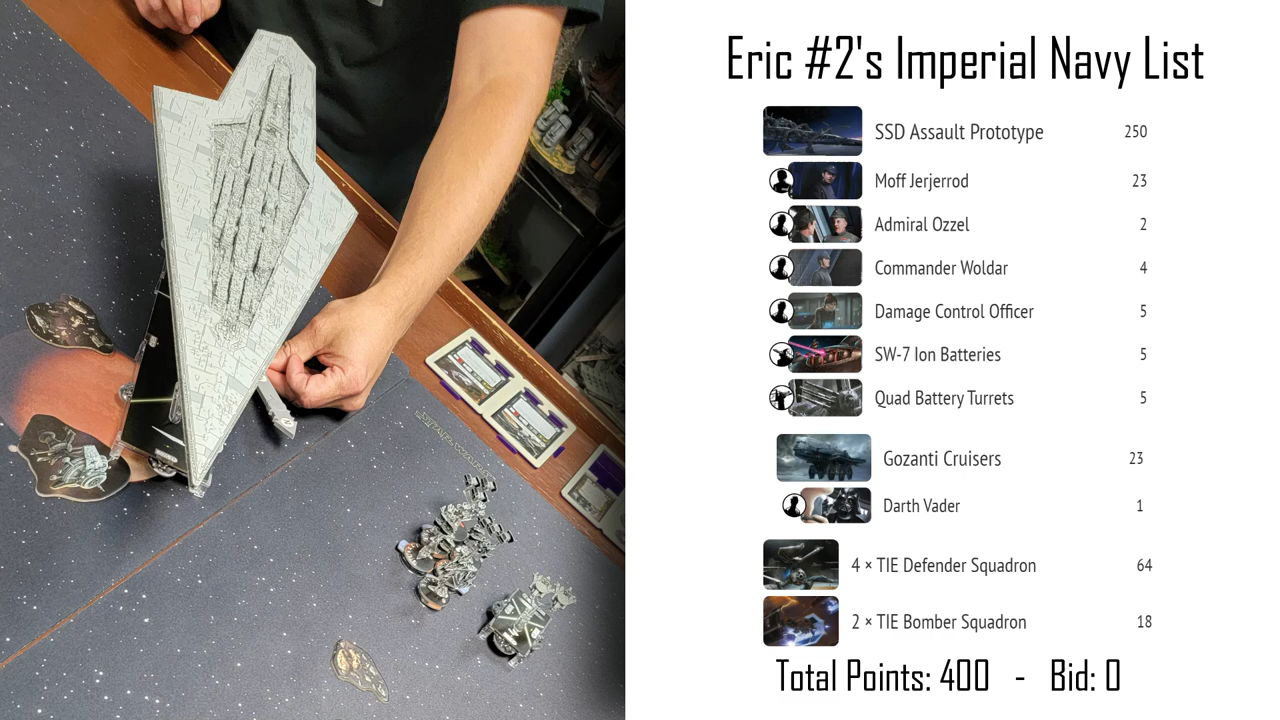 Eric #2's Imperial Navy List
SSD Assault Prototype 250
Moff Jerjerrod 23
Admiral Ozzel 2
Commander Woldar 4
Damage Control Officer 5
SW-7 Ion Batteries 5
Quad Battery Turrets 5
Gozanti Cruisers 23
Darth Vader 1
4 × TIE Defender Squadron 64
2 × TIE Bomber Squadron 18
Total Points: 400 - Bid: 0